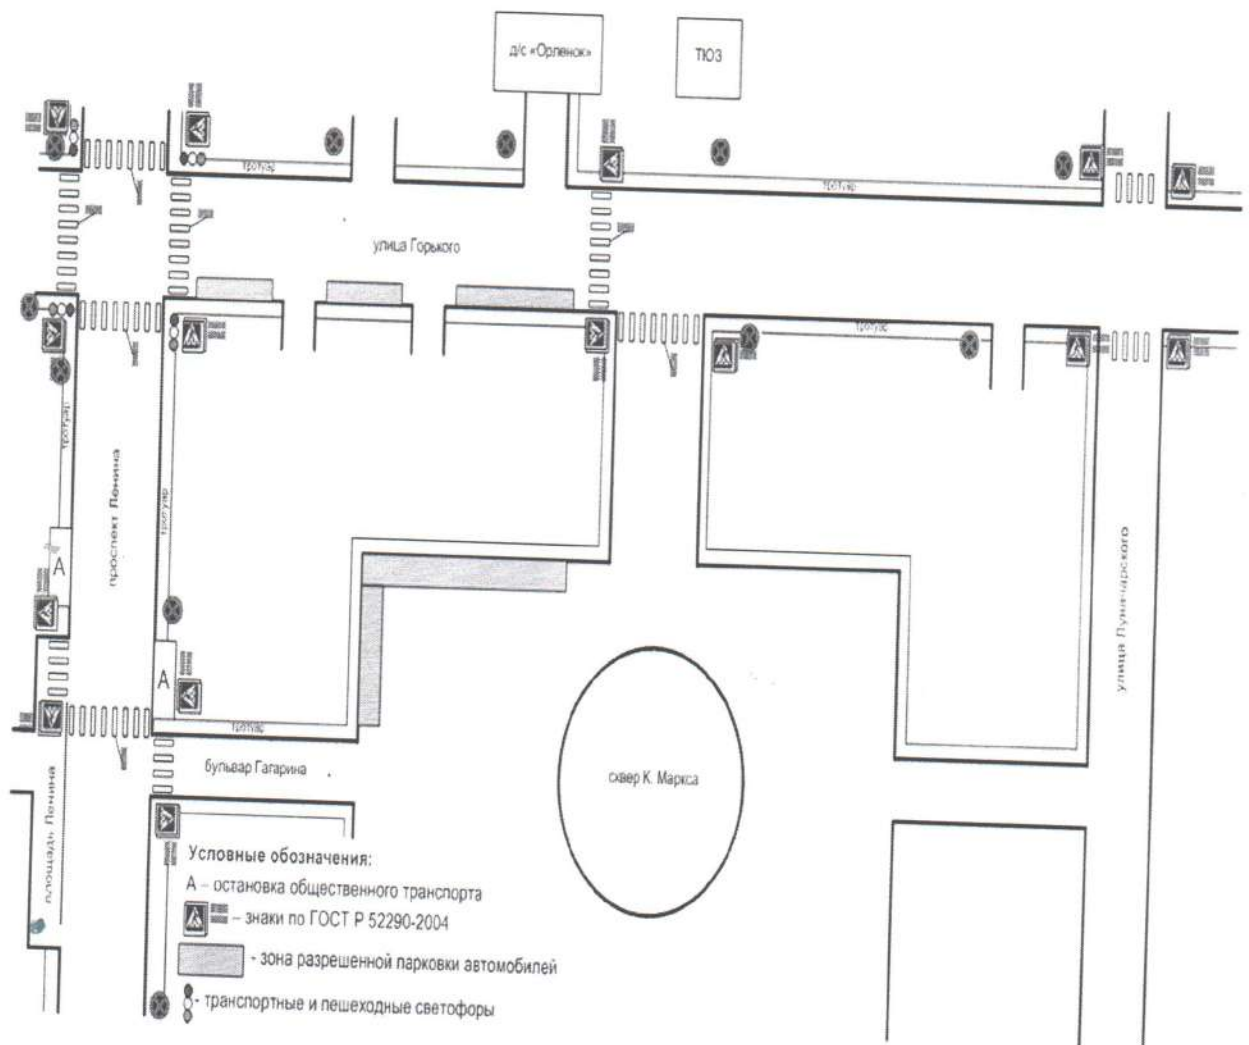 д/с «Орленок»
ТЮЗ
тротуар
тротуар
улица Горького
тротуар
тротуар
проспект Ленина
тротуар
А
А
тротуар
бульвар Гагарина
сквер К. Маркса
улица Луначарского
площадь Ленина
Условные обозначения:
А – остановка общественного транспорта
– знаки по ГОСТ Р 52290-2004
- зона разрешенной парковки автомобилей
- транспортные и пешеходные светофоры